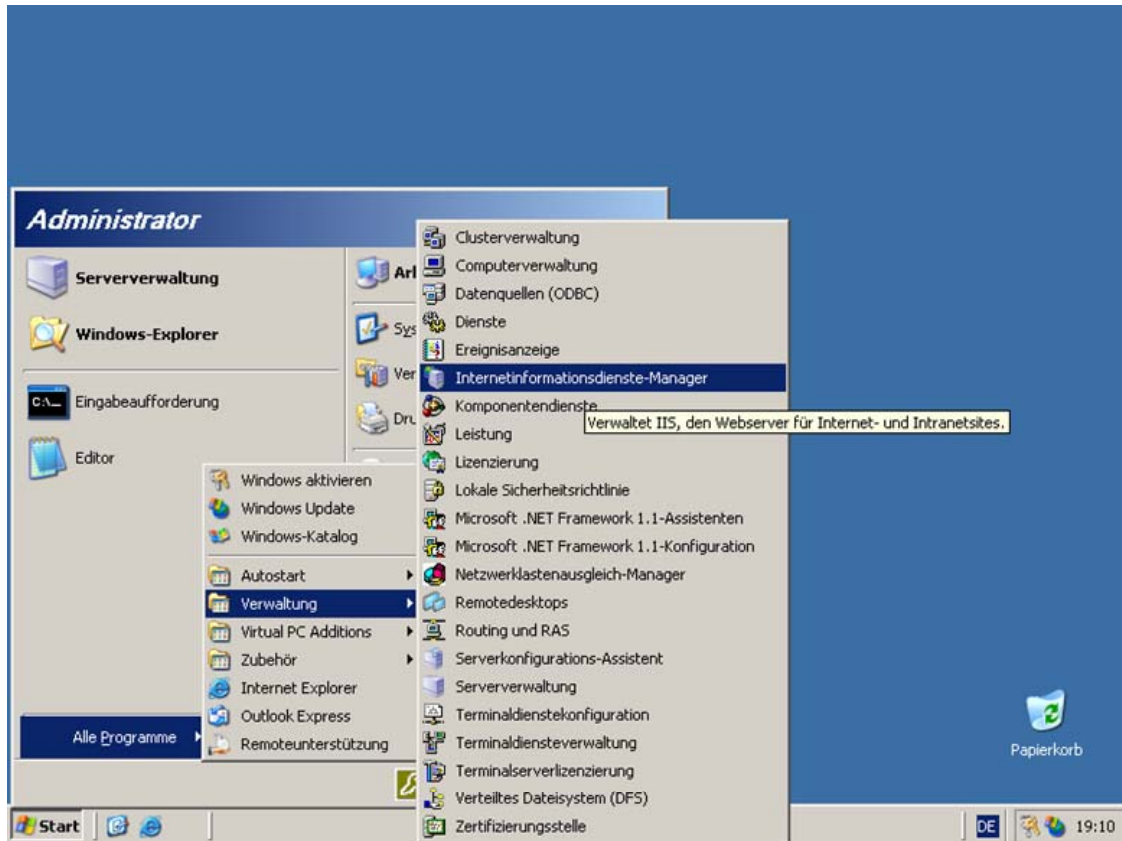 Administrator
Serververwaltung
Windows-Explorer
Eingabeaufforderung
Editor
Alle Programme
Windows aktivieren
Windows Update
Windows-Katalog
Autostart
Verwaltung
Virtual PC Additions
Zubehör
Internet Explorer
Outlook Express
Remoteunterstützung
Clusterverwaltung
Computerverwaltung
Datenquellen (ODBC)
Dienste
Ereignisanzeige
Internetinformationsdienste-Manager
Komponentendienste
Verwaltet IIS, den Webserver für Internet- und Intranetsites.
Leistung
Lizenzierung
Lokale Sicherheitsrichtlinie
Microsoft .NET Framework 1.1-Assistenten
Microsoft .NET Framework 1.1-Konfiguration
Netzwerklastenausgleich-Manager
Remotedesktops
Routing und RAS
Serverkonfigurations-Assistent
Serververwaltung
Terminaldienstekonfiguration
Terminaldiensteverwaltung
Terminalserverlizenzierung
Verteiltes Dateisystem (DFS)
Zertifizierungsstelle
Papierkorb
Start
DE
19:10